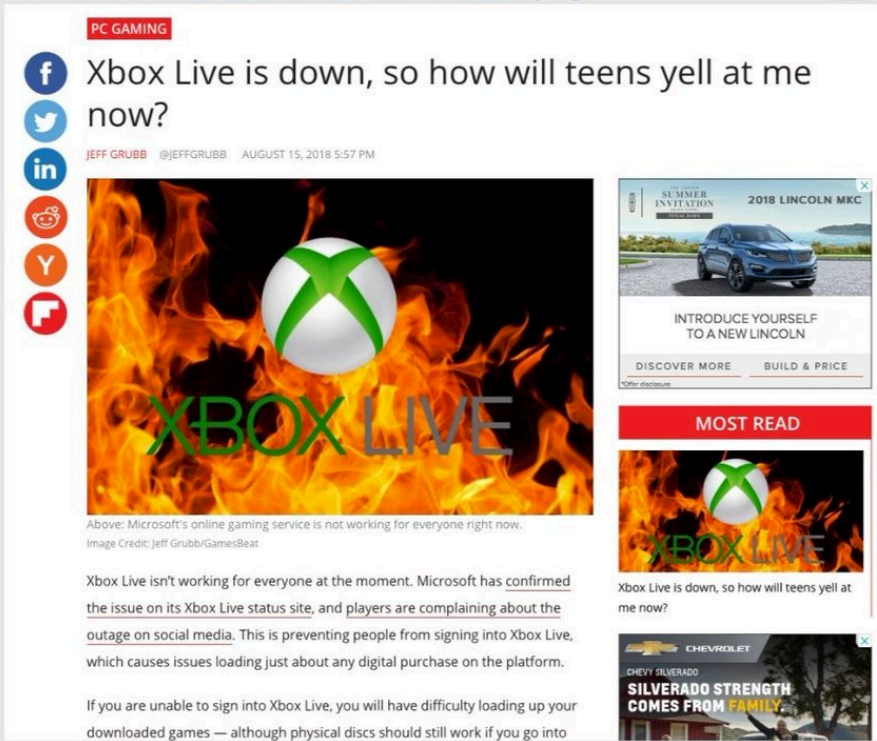 PC GAMING
Xbox Live is down, so how will teens yell at me
now?
JEFF GRUBB @JEFFGRUBB AUGUST 15, 2018 5:57 PM
XBOX LIVE
Above: Microsoft's online gaming service is not working for everyone right now.
Image Credit: Jeff Grubb/GamesBeat
Xbox Live isn't working for everyone at the moment. Microsoft has confirmed
the issue on its Xbox Live status site, and players are complaining about the
outage on social media. This is preventing people from signing into Xbox Live,
which causes issues loading just about any digital purchase on the platform.
If you are unable to sign into Xbox Live, you will have difficulty loading up your
downloaded games — although physical discs should still work if you go into
SUMMER
INVITATION
2018 LINCOLN MKC
INTRODUCE YOURSELF
TO A NEW LINCOLN
DISCOVER MORE BUILD & PRICE
*Offer disclosure
MOST READ
XBOX LIVE
Xbox Live is down, so how will teens yell at
me now?
CHEVROLET
CHEVY SILVERADO
SILVERADO STRENGTH
COMES FROM FAMILY.